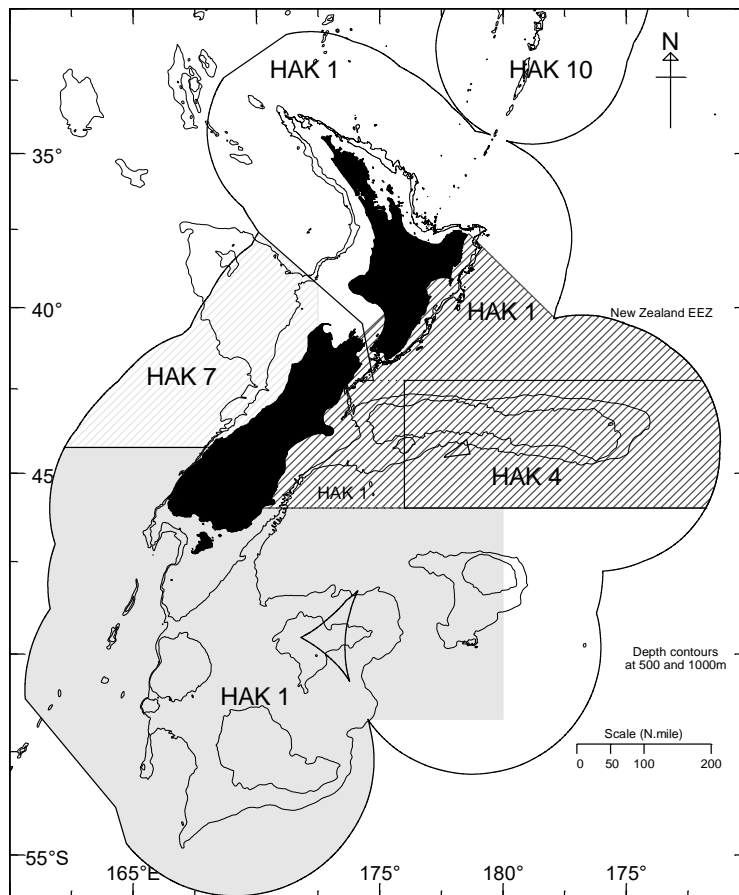 HAK 1
HAK 10
N
35°
40°
HAK 1
New Zealand EEZ
HAK 7
45°
HAK 4
HAK 1
Depth contours
at 500 and 1000m
HAK 1
Scale (N.mile)
0 50 100 200
55°S
165°E 175° 180° 175°